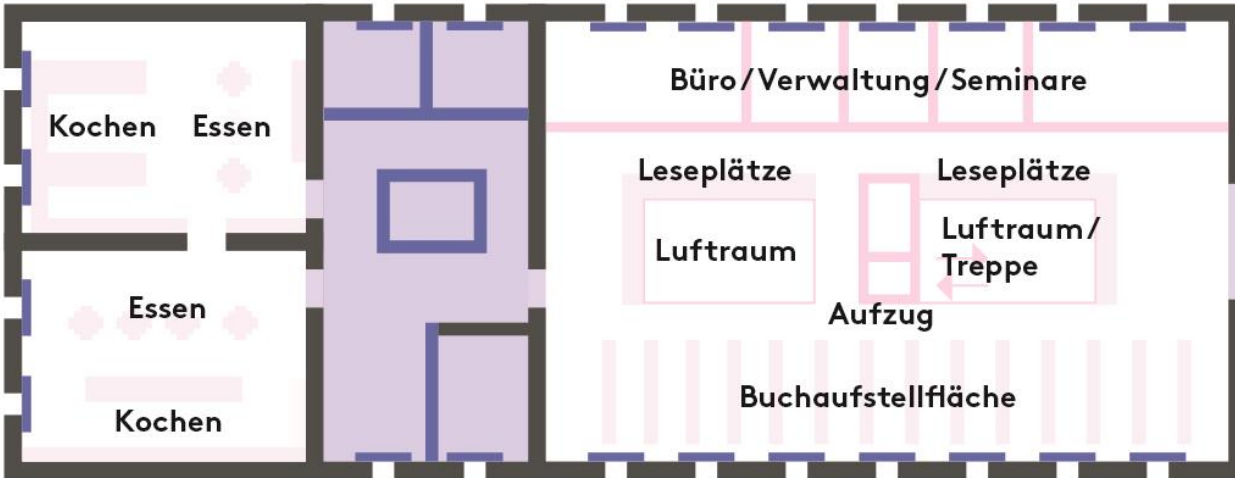 Büro / Verwaltung / Seminare
Kochen
Essen
Leseplätze
Leseplätze
Luftraum
Luftraum /
Treppe
Essen
Aufzug
Buchaufstellfläche
Kochen